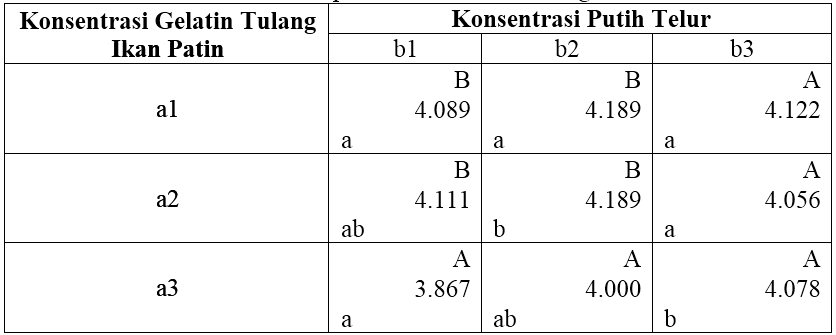 Konsentrasi Gelatin Tulang Ikan Patin
Konsentrasi Putih Telur
b1 b2 b3
a1
B B A
4.089 4.189 4.122
a a a
a2
B B A
4.111 4.189 4.056
ab b a
a3
A A A
3.867 4.000 4.078
a ab b